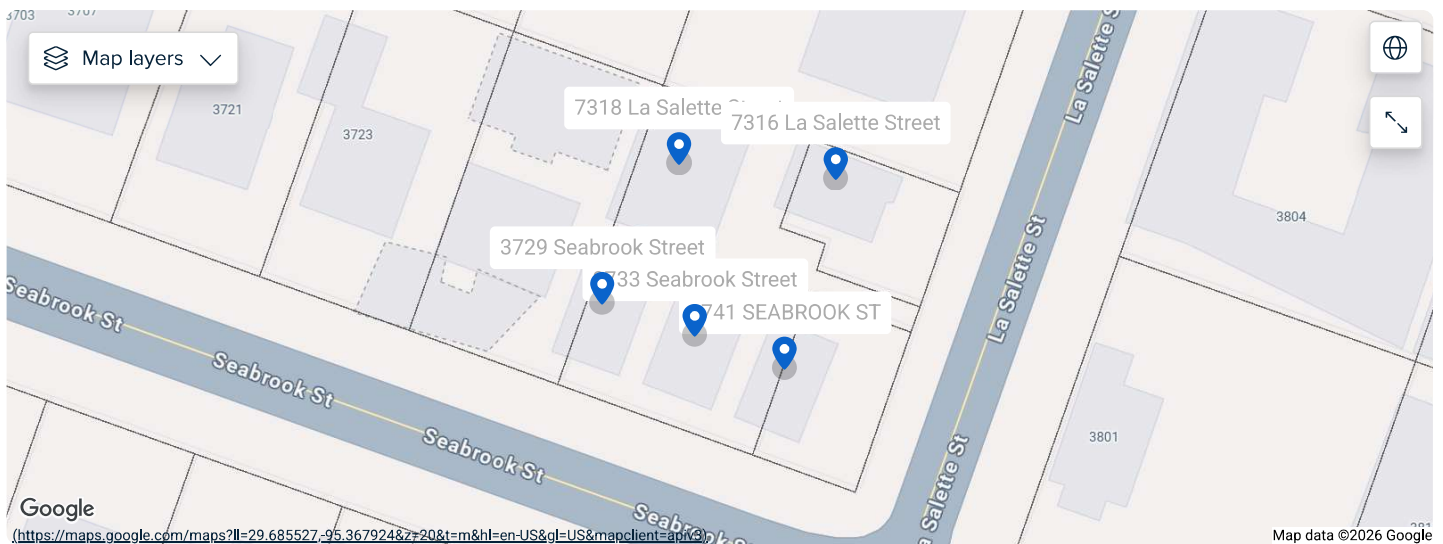 3703
3707
Map layers
3721
3723
7318 La Salette Street
7316 La Salette Street
La Salette S
3804
3729 Seabrook Street
733 Seabrook Street
741 SEABROOK ST
La Salette St
Seabrook St
Seabrook St
Seabrook St
Seabrook St
a Salette St
3801
Google
(https://maps.google.com/maps?ll=29.685527,-95.367924&z=20&t=m&hl=en-US&gl=US&mapclient=apiv3)
Map data ©2026 Google